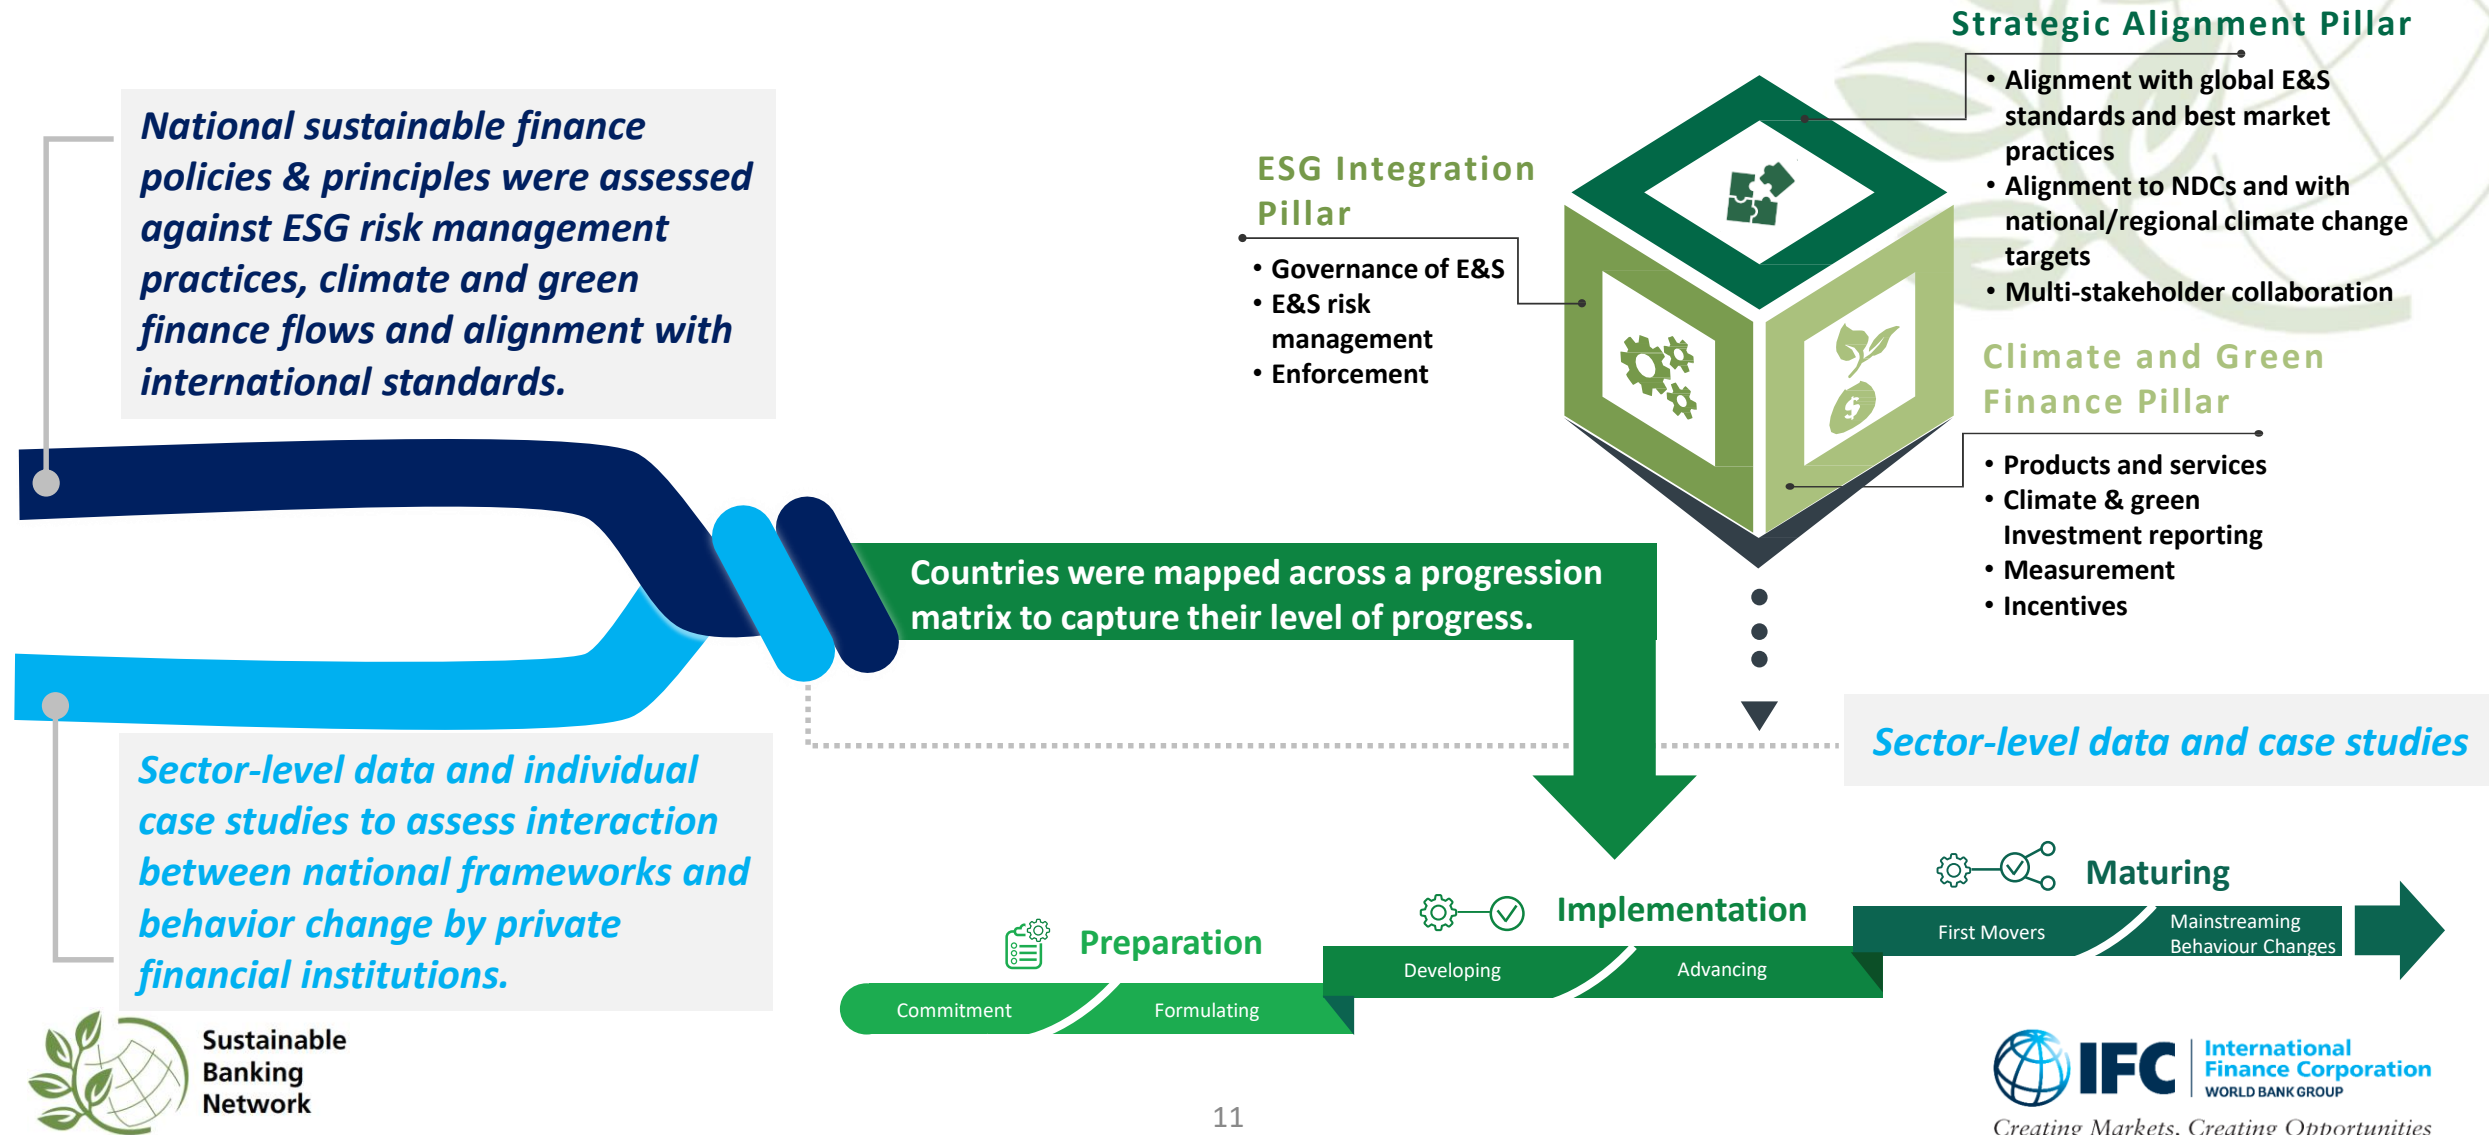 National sustainable finance
policies & principles were assessed
against ESG risk management
practices, climate and green
finance flows and alignment with
international standards.
Sector-level data and individual
case studies to assess interaction
between national frameworks and
behavior change by private
financial institutions.
ESG Integration
Pillar
• Governance of E&S
• E&S risk
management
• Enforcement
Strategic Alignment Pillar
• Alignment with global E&S
standards and best market
practices
• Alignment to NDCs and with
national/regional climate change
targets
• Multi-stakeholder collaboration
Climate and Green
Finance Pillar
• Products and services
• Climate & green
Investment reporting
• Measurement
• Incentives
Countries were mapped across a progression
matrix to capture their level of progress.
Sector-level data and case studies
Preparation
Commitment
Formulating
Implementation
Developing
Advancing
Maturing
First Movers
Mainstreaming
Behaviour Changes
Sustainable
Banking
Network
11
IFC
International
Finance Corporation
WORLD BANK GROUP
Creating Markets, Creating Opportunities